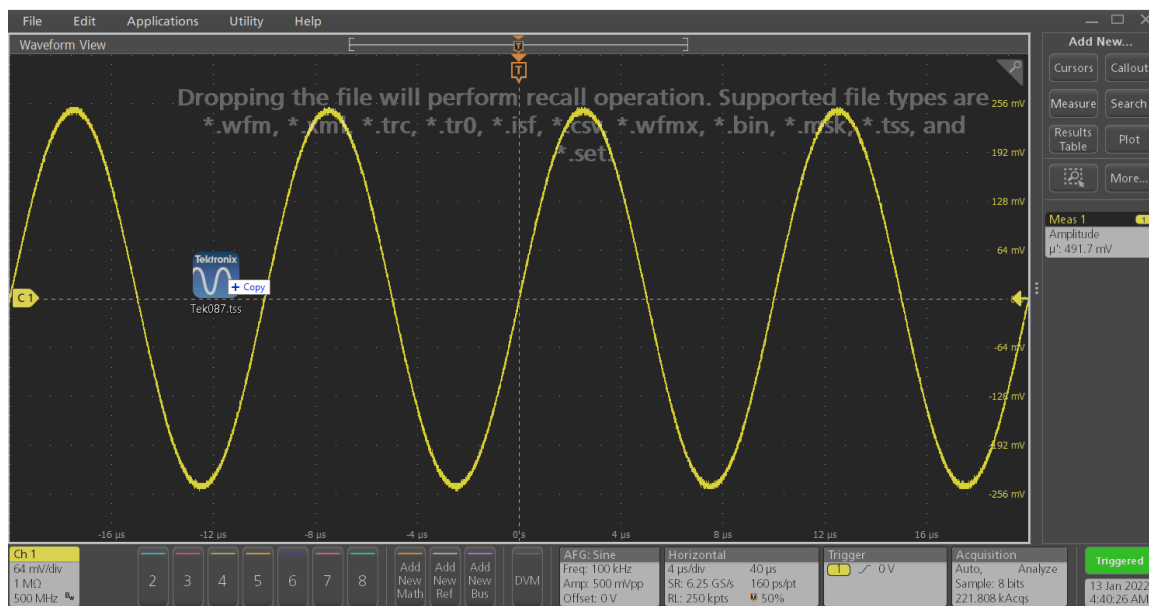 File Edit Applications Utility Help
Waveform View
T
T
Add New...
Cursors Callout
Measure Search
Results Table Plot
More...
Dropping the file will perform recall operation. Supported file types are
*.wfm, *.xml, *.trc, *.tr0, *.isf, *.csv, *.wfmx, *.bin, *.msk, *.tss, and
*.set.
256 mV
192 mV
128 mV
64 mV
-64 mV
-128 mV
-192 mV
-256 mV
Meas 1 1
Amplitude
µ': 491.7 mV
Tektronix
+ Copy
Tek087.tss
C 1
-16 µs -12 µs -8 µs -4 µs 0 s 4 µs 8 µs 12 µs 16 µs
Ch 1
64 mV/div
1 MΩ
500 MHz Bw
2 3 4 5 6 7 8
Add New Math
Add New Ref
Add New Bus
DVM
AFG: Sine
Freq: 100 kHz
Amp: 500 mVpp
Offset: 0 V
Horizontal
4 µs/div 40 µs
SR: 6.25 GS/s 160 ps/pt
RL: 250 kpts 50%
Trigger
1 0 V
Acquisition
Auto, Analyze
Sample: 8 bits
221.808 kAcqs
Triggered
13 Jan 2022
4:40:26 AM